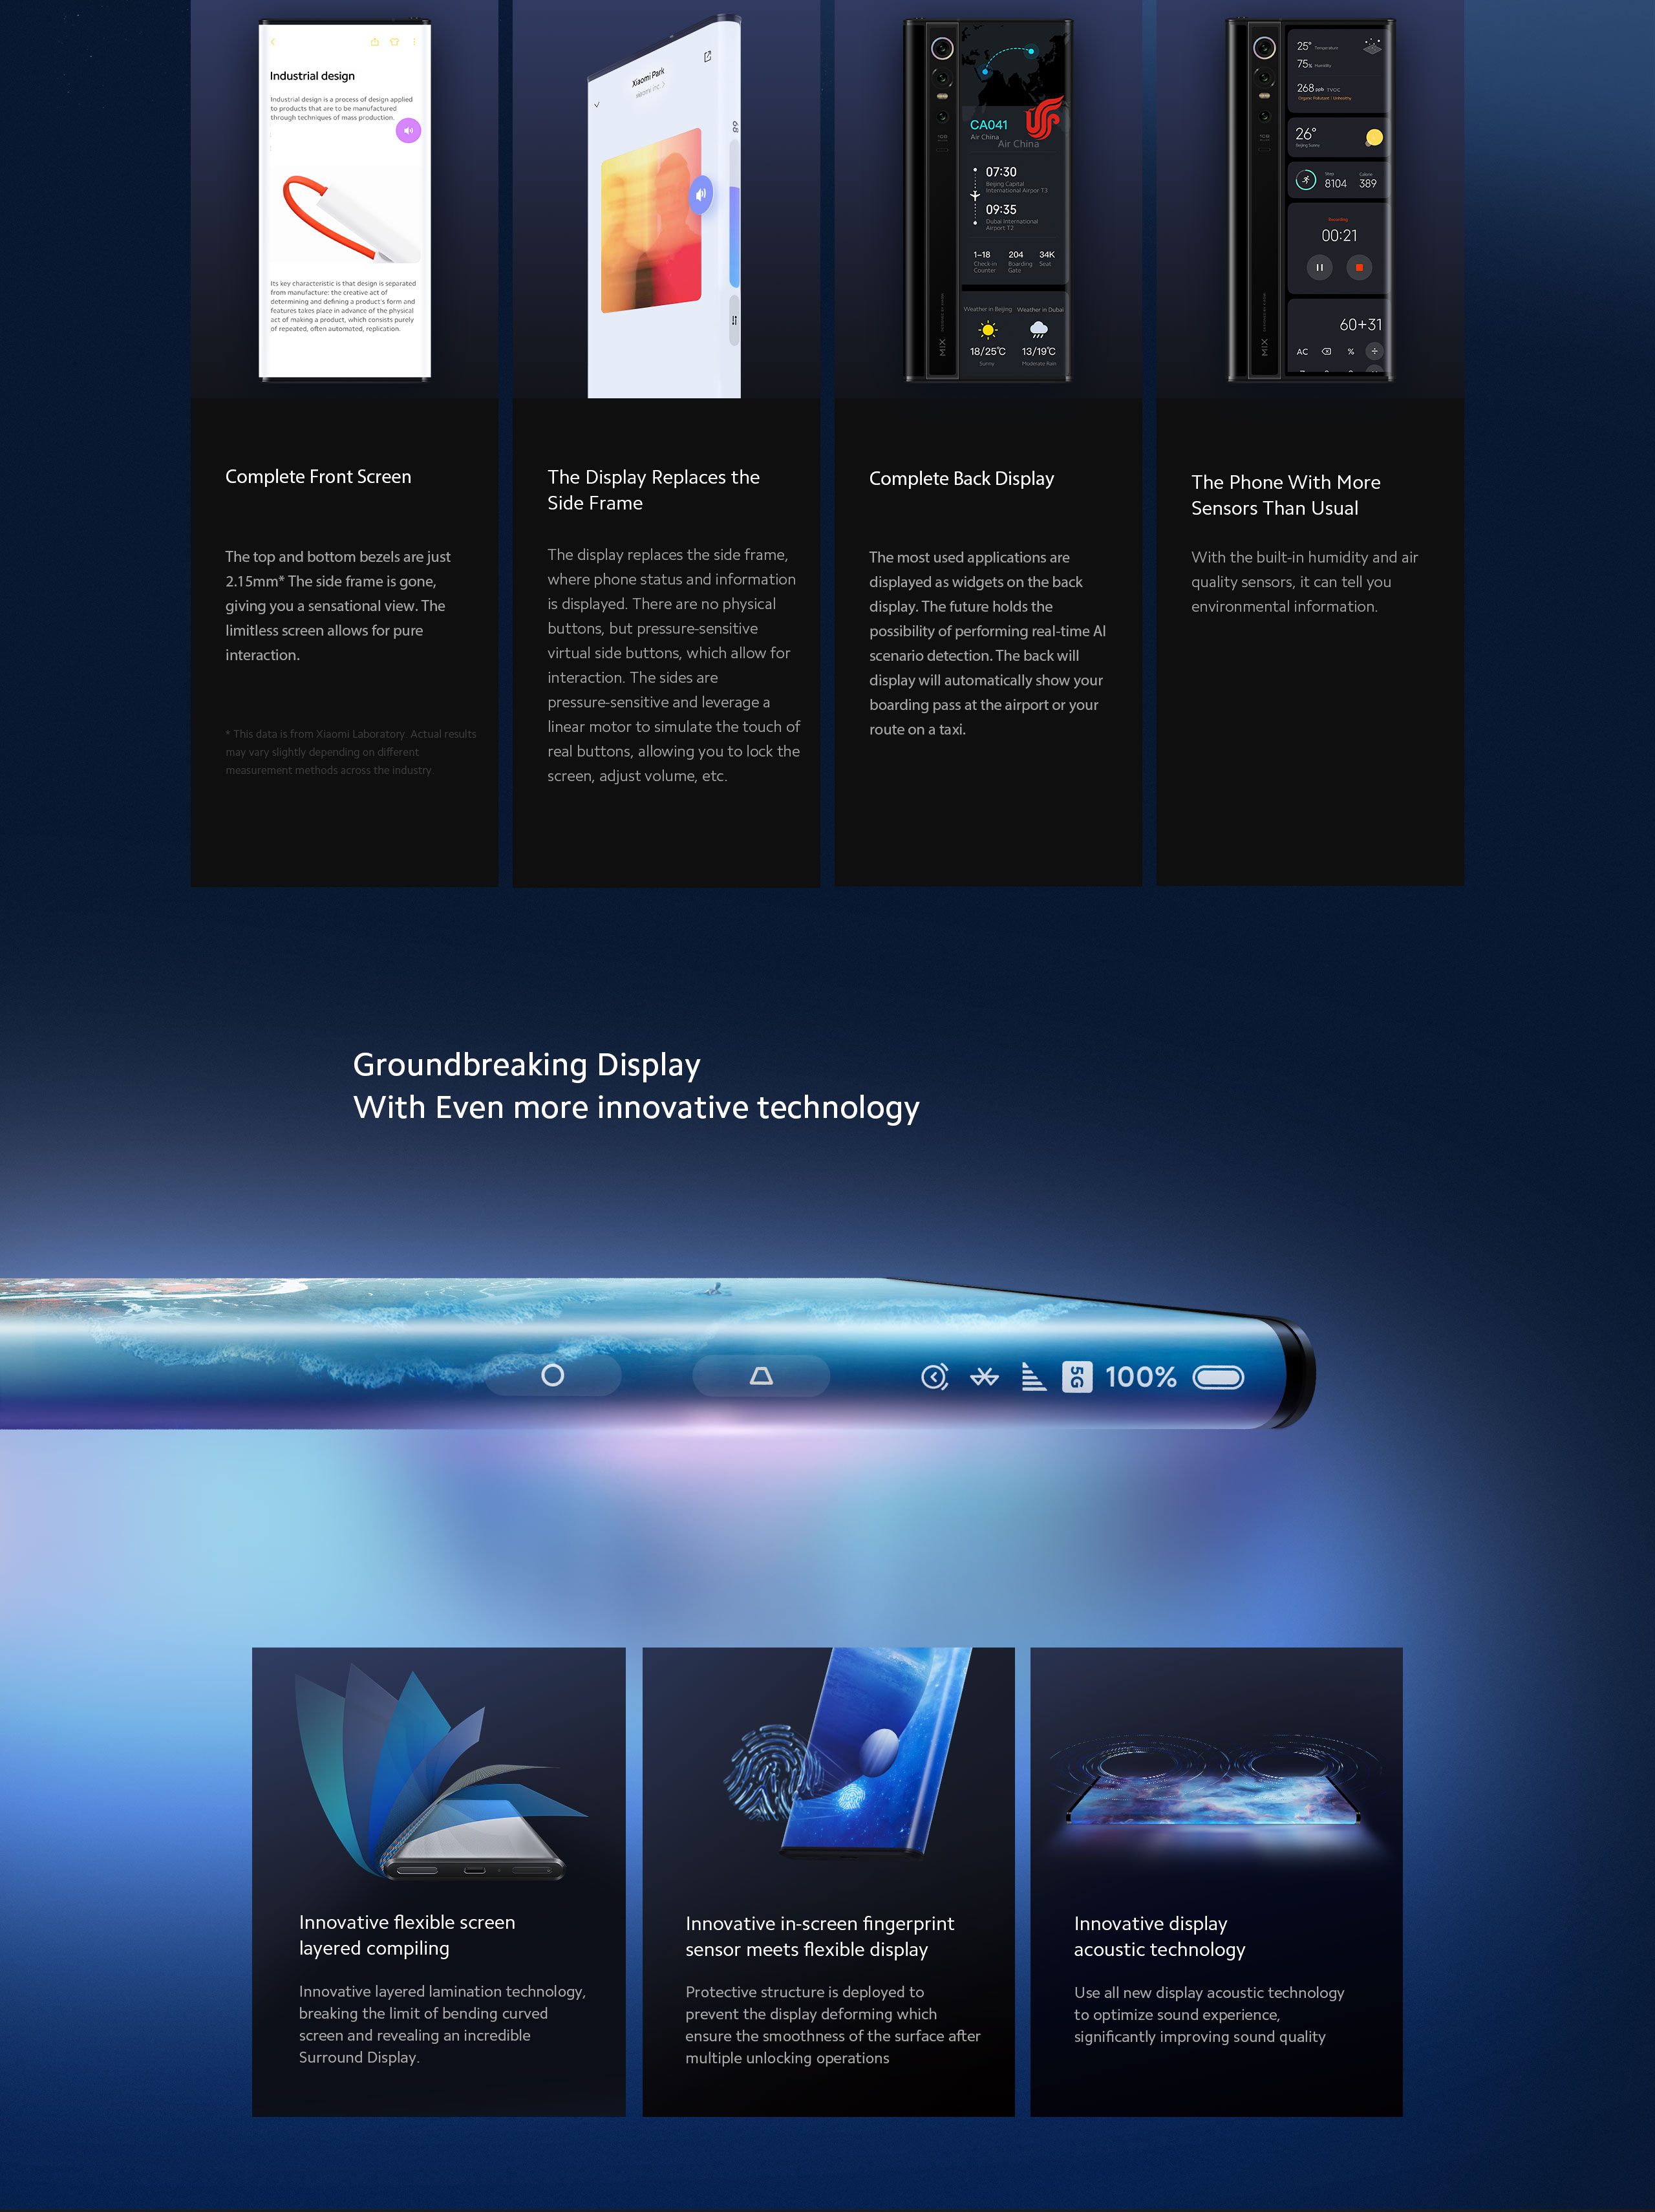 Industrial design
Industrial design is a process of design applied
to products that are to be manufactured
through techniques of mass production.
Its key characteristic is that design is separated
from manufacture: the creative act of
determining and defining a product's form and
features takes place in advance of the physical
act of making a product, which consists purely
of repeated, often automated, replication.
Xiaomi Park
68
CA041
Air China
Air China
07:30
Beijing Capital
International Airpor T3
09:35
Dubai International
Airport T2
1-18 204 34K
Check-in Boarding Seat
Counter Gate
Weather in Beijing Weather in Dubai
18/25℃ 13/19℃
Sunny Moderate Rain
MIX
25° Temperature
75% Humidity
268 ppb TVOC
Organic Pollutant | Unhealthy
26°
Beijing Sunny
8104 389
Recording
00:21
60+31
AC % ÷
MIX
Complete Front Screen
The top and bottom bezels are just
2.15mm* The side frame is gone,
giving you a sensational view. The
limitless screen allows for pure
interaction.
* This data is from Xiaomi Laboratory. Actual results
may vary slightly depending on different
measurement methods across the industry.
The Display Replaces the
Side Frame
The display replaces the side frame,
where phone status and information
is displayed. There are no physical
buttons, but pressure-sensitive
virtual side buttons, which allow for
interaction. The sides are
pressure-sensitive and leverage a
linear motor to simulate the touch of
real buttons, allowing you to lock the
screen, adjust volume, etc.
Complete Back Display
The most used applications are
displayed as widgets on the back
display. The future holds the
possibility of performing real-time AI
scenario detection. The back will
display will automatically show your
boarding pass at the airport or your
route on a taxi.
The Phone With More
Sensors Than Usual
With the built-in humidity and air
quality sensors, it can tell you
environmental information.
Groundbreaking Display
With Even more innovative technology
5G 100%
Innovative flexible screen
layered compiling
Innovative layered lamination technology,
breaking the limit of bending curved
screen and revealing an incredible
Surround Display.
Innovative in-screen fingerprint
sensor meets flexible display
Protective structure is deployed to
prevent the display deforming which
ensure the smoothness of the surface after
multiple unlocking operations
Innovative display
acoustic technology
Use all new display acoustic technology
to optimize sound experience,
significantly improving sound quality